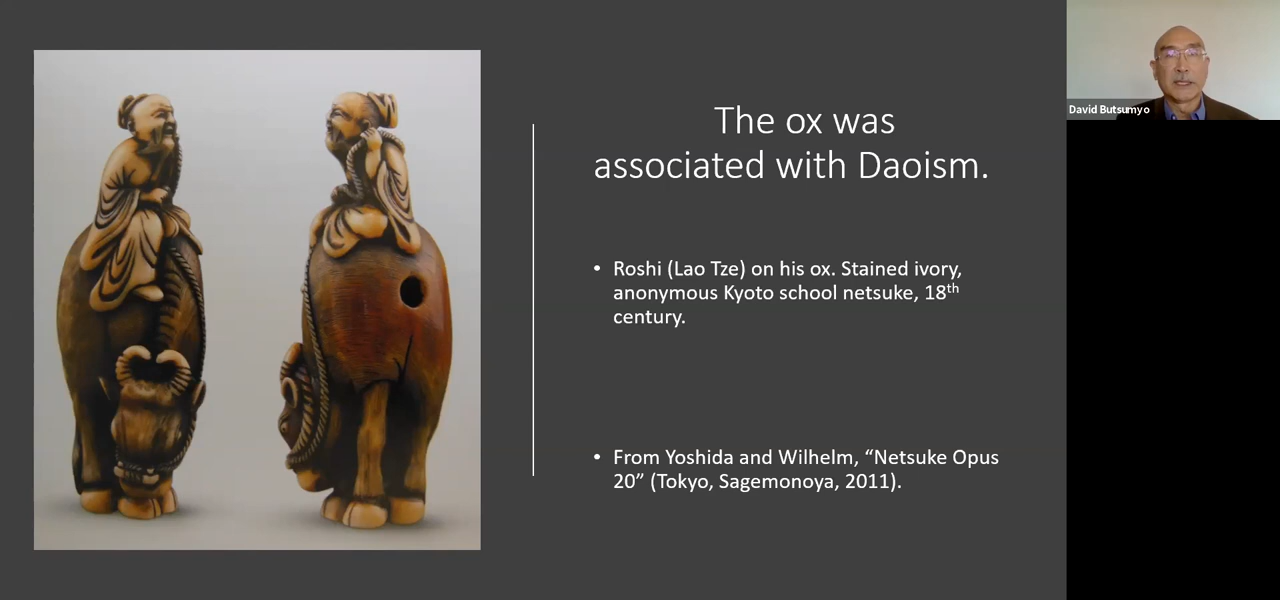 The ox was
associated with Daoism.
• Roshi (Lao Tze) on his ox. Stained ivory,
anonymous Kyoto school netsuke, 18th
century.
• From Yoshida and Wilhelm, “Netsuke Opus
20” (Tokyo, Sagemonoya, 2011).
David Butsumyo